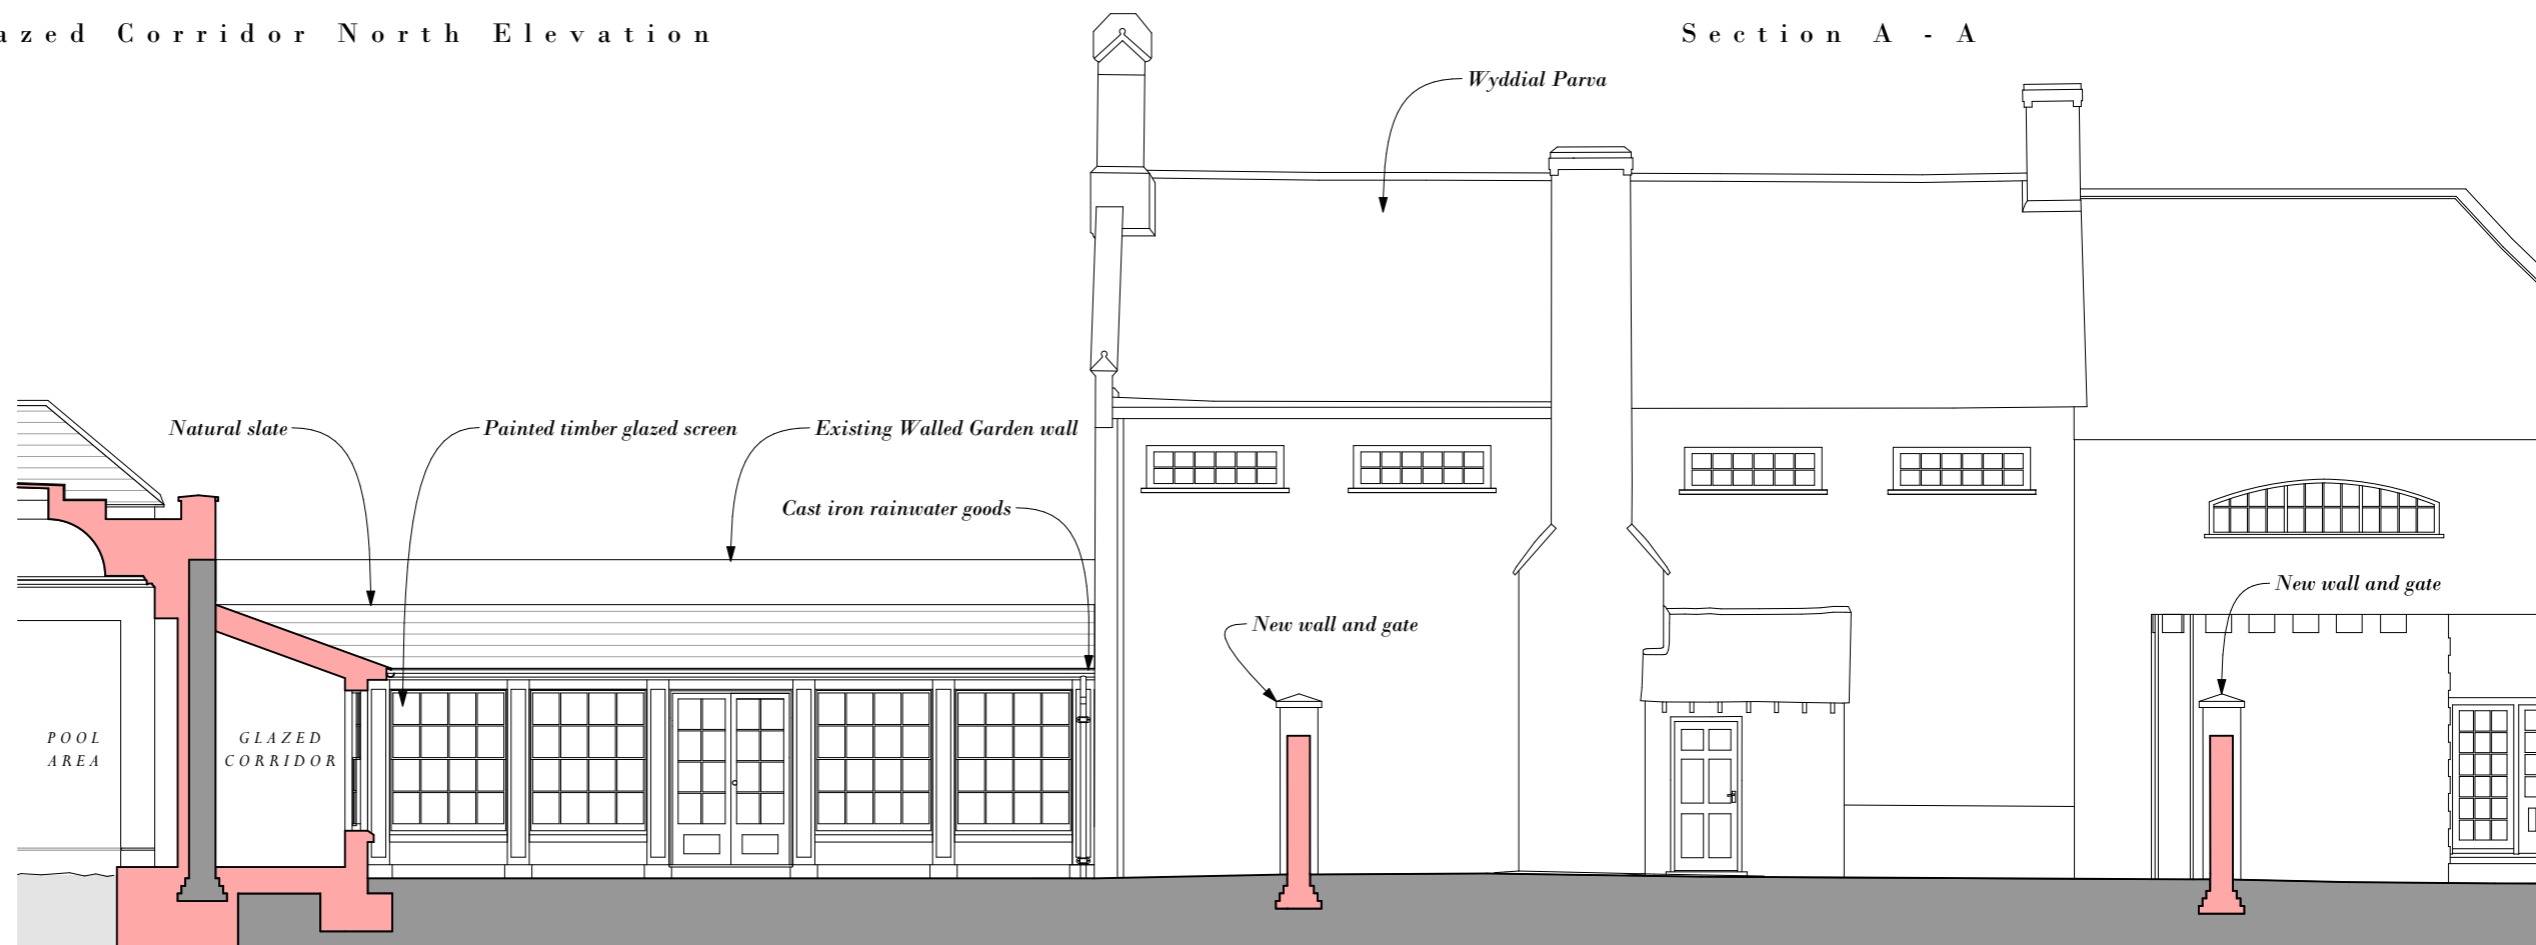 azed Corridor North Elevation
Section A - A
Wyddial Parva
Natural slate
Painted timber glazed screen
Existing Walled Garden wall
Cast iron rainwater goods
New wall and gate
New wall and gate
POOL
AREA
GLAZED
CORRIDOR